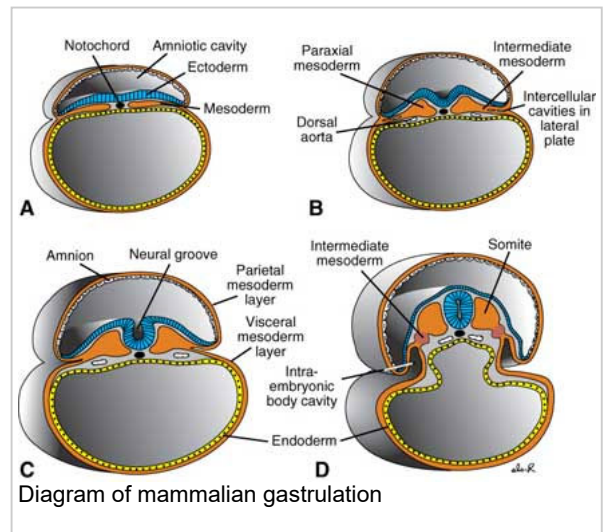 Notochord
Amniotic cavity
Ectoderm
Mesoderm
A
Paraxial
mesoderm
Intermediate
mesoderm
Dorsal
aorta
Intercellular
cavities in
lateral
plate
B
Amnion
Neural groove
Parietal
mesoderm
layer
Visceral
mesoderm
layer
Endoderm
C
Intermediate
mesoderm
Somite
Intra-
embryonic
body cavity
D
Diagram of mammalian gastrulation